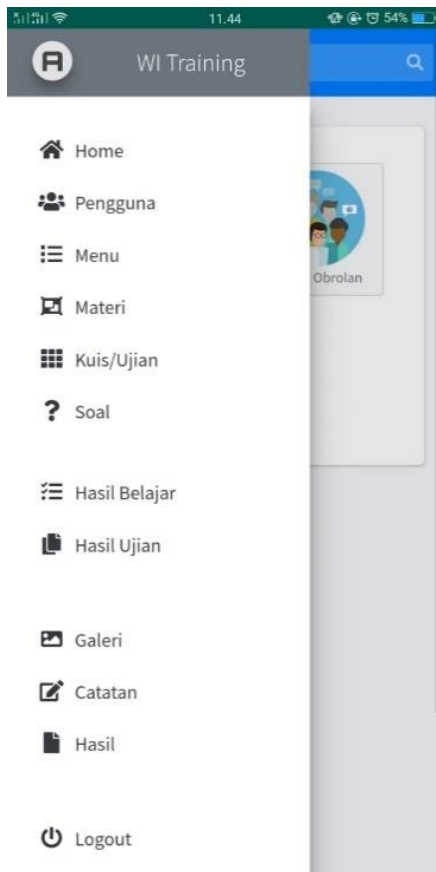 11.44
54%
WI Training
Home
Pengguna
Menu
Obrolan
Materi
Kuis/Ujian
Soal
Hasil Belajar
Hasil Ujian
Galeri
Catatan
Hasil
Logout